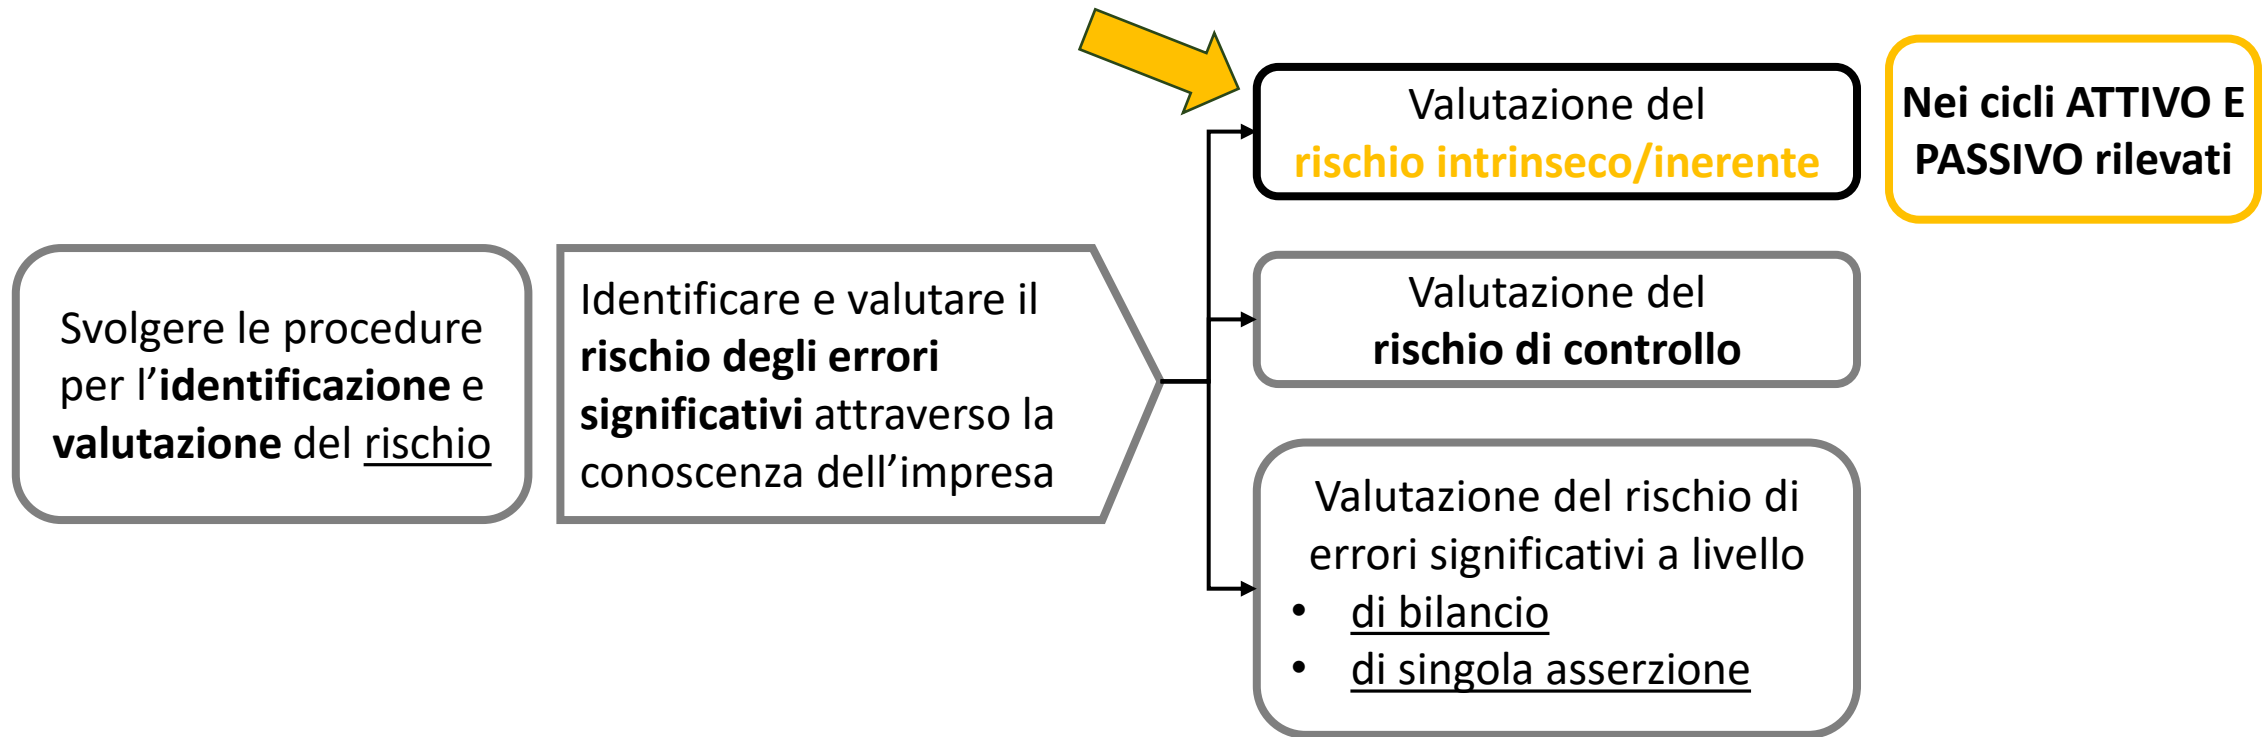 Svolgere le procedure
per l’identificazione e
valutazione del rischio
Identificare e valutare il
rischio degli errori
significativi attraverso la
conoscenza dell’impresa
Valutazione del
rischio intrinseco/inerente
Nei cicli ATTIVO E
PASSIVO rilevati
Valutazione del
rischio di controllo
Valutazione del rischio di
errori significativi a livello
• di bilancio
• di singola asserzione